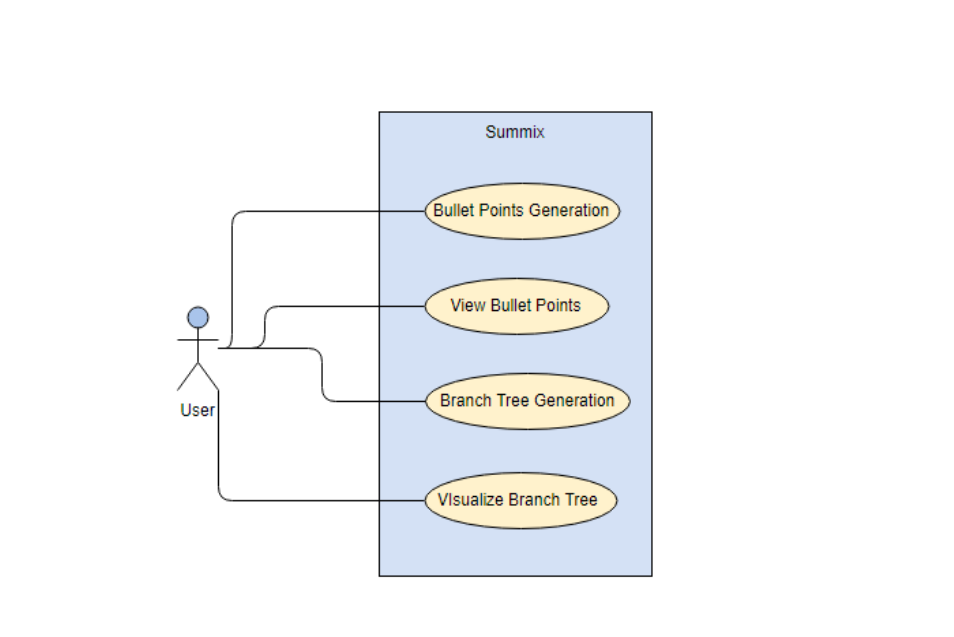 Summix
Bullet Points Generation
View Bullet Points
Branch Tree Generation
User
VIsualize Branch Tree